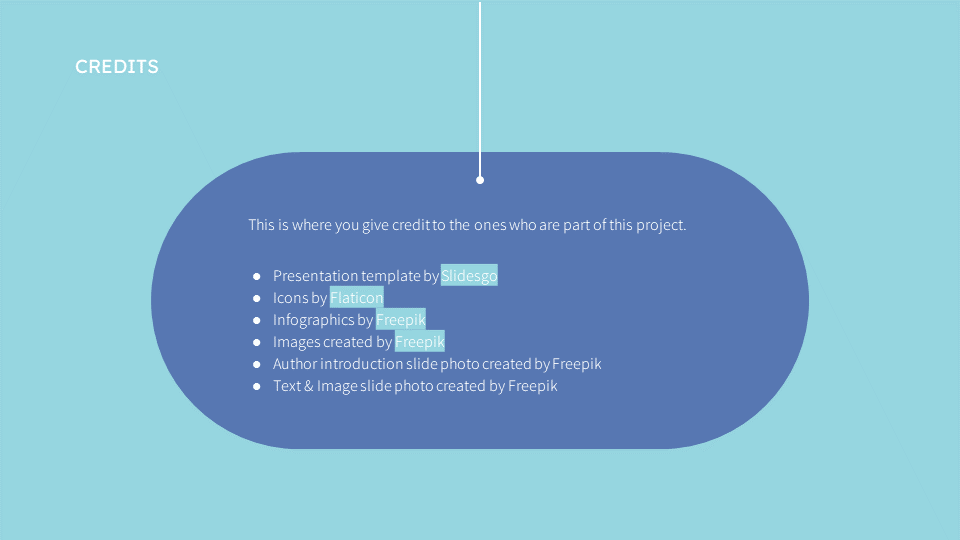 CREDITS
This is where you give credit to the ones who are part of this project.
● Presentation template by Slidesgo
● Icons by Flaticon
● Infographics by Freepik
● Images created by Freepik
● Author introduction slide photo created by Freepik
● Text & Image slide photo created by Freepik